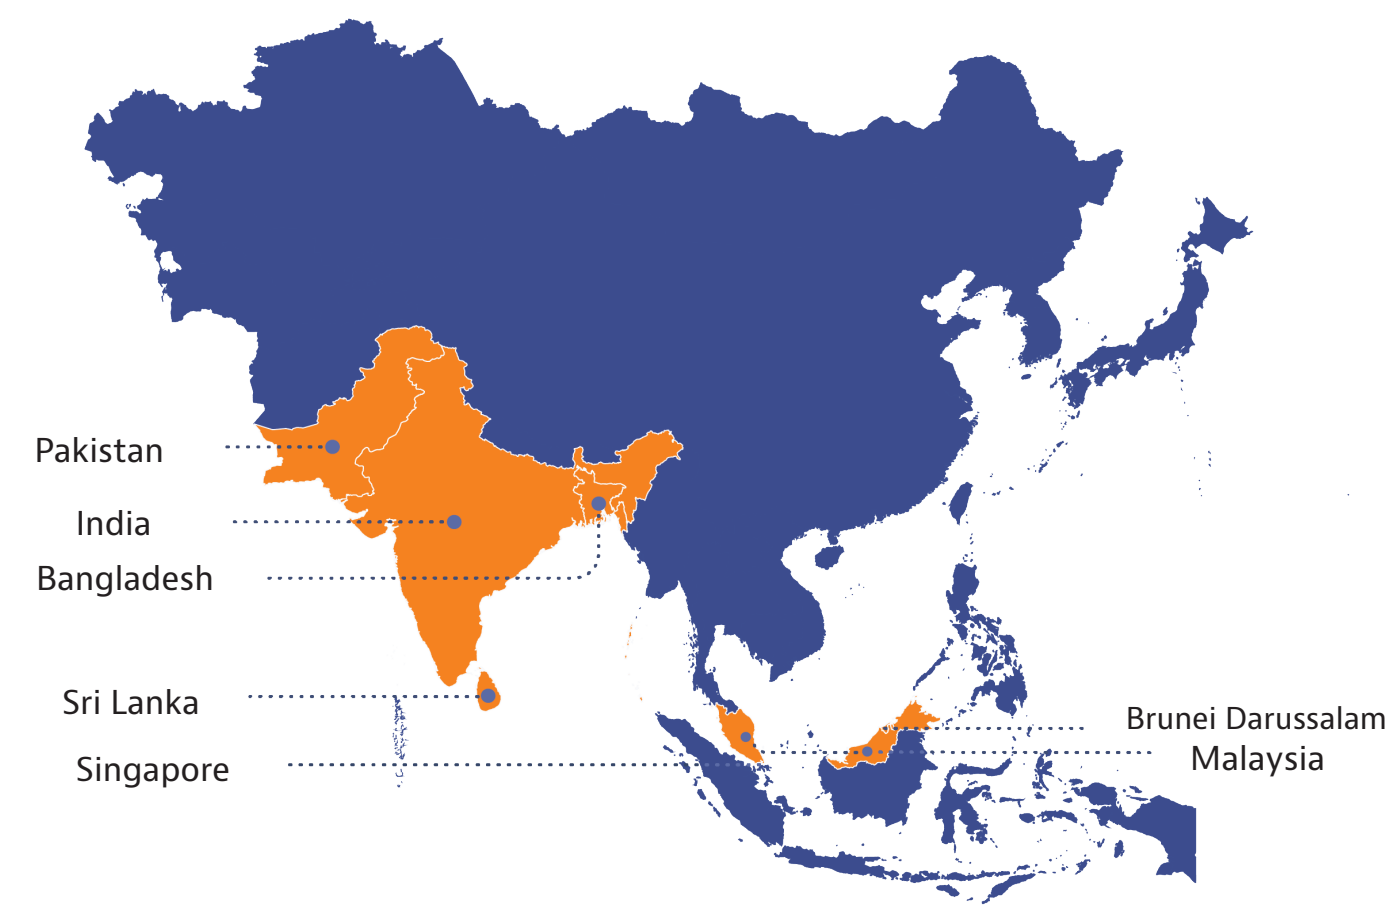 Pakistan
India
Bangladesh
Sri Lanka
Singapore
Brunei Darussalam
Malaysia